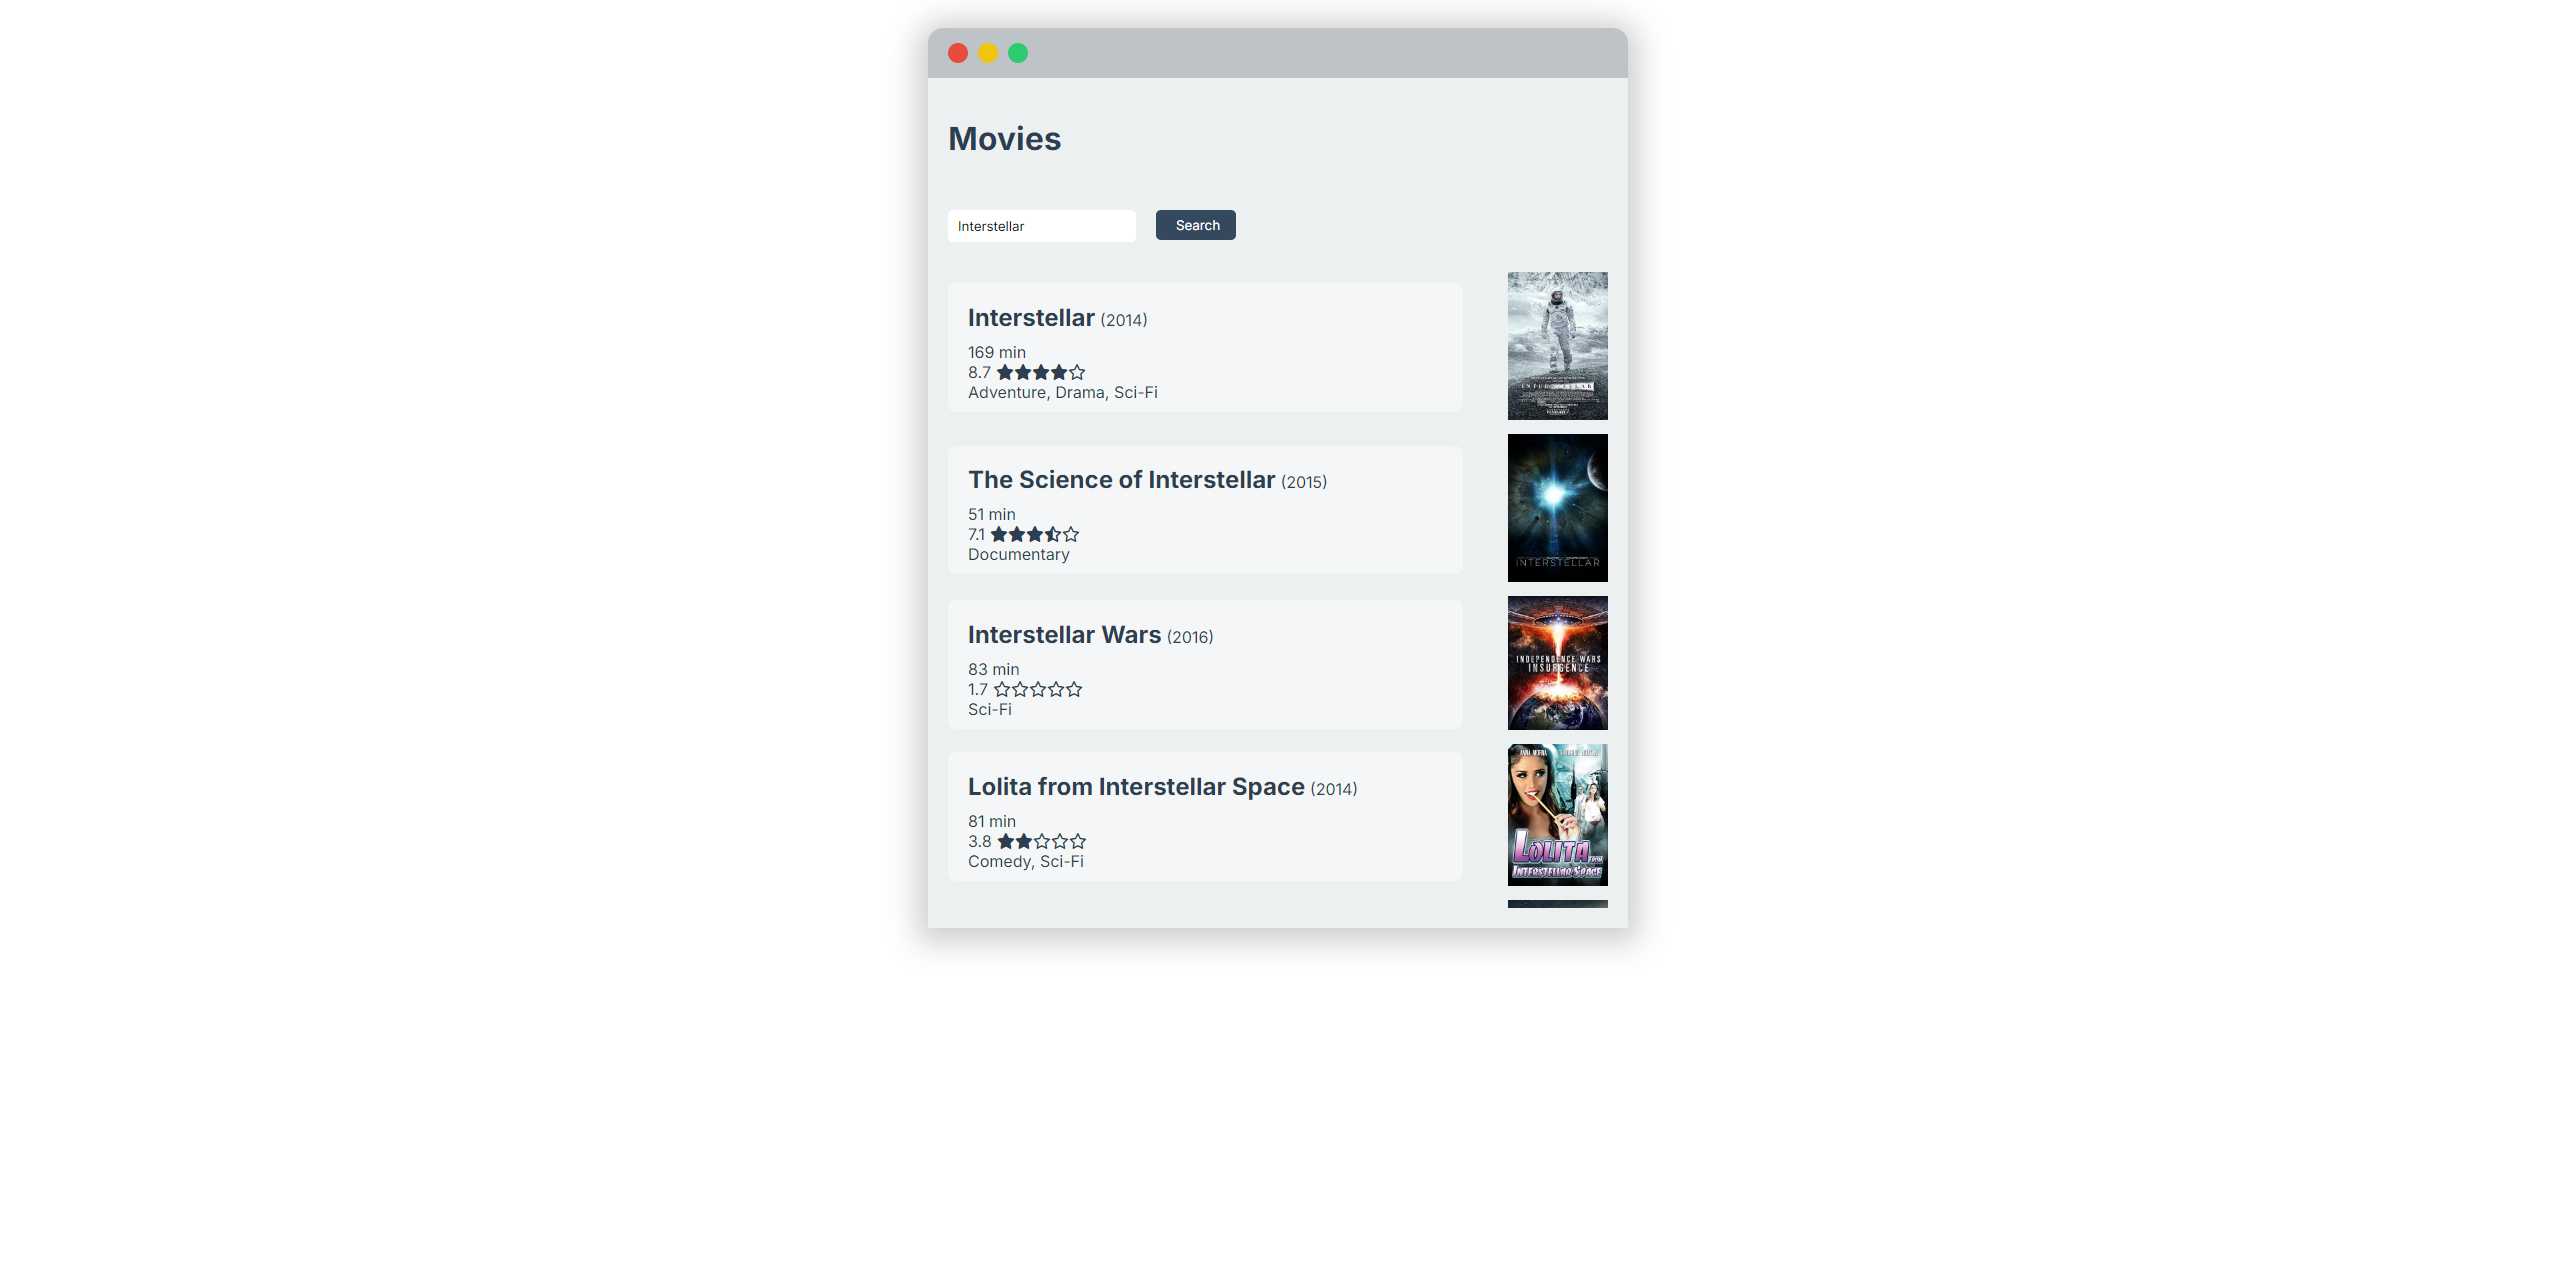 Movies
Interstellar
Search
Interstellar (2014)
169 min
8.7
Adventure, Drama, Sci-Fi
INTERSTELLAR
The Science of Interstellar (2015)
51 min
7.1
Documentary
INTERSTELLAR
Interstellar Wars (2016)
83 min
1.7
Sci-Fi
INDEPENDENCE WARS
INSURGENCE
Lolita from Interstellar Space (2014)
81 min
3.8
Comedy, Sci-Fi
LOLITA FROM
INTERSTELLAR SPACE